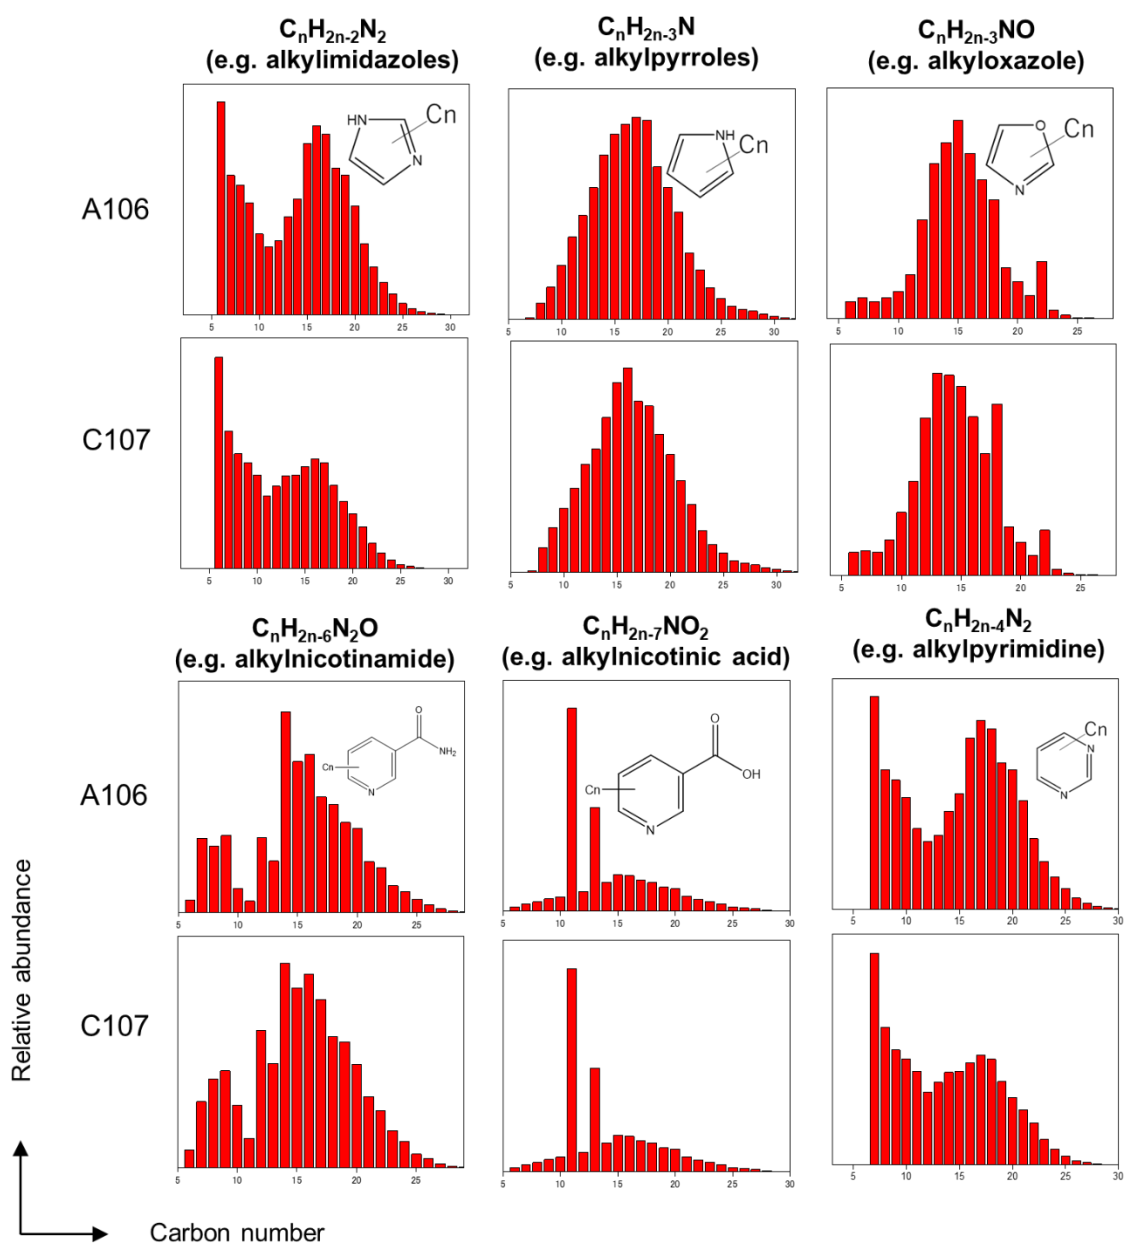 CₙH₂ₙ₋₂N₂
(e.g. alkylimidazoles)
CₙH₂ₙ₋₃N
(e.g. alkylpyrroles)
CₙH₂ₙ₋₃NO
(e.g. alkyloxazole)
A106
HN
N
Cn
5 10 15 20 25 30
NH
Cn
5 10 15 20 25 30
O
N
Cn
5 10 15 20 25
C107
5 10 15 20 25 30
5 10 15 20 25 30
5 10 15 20 25
CₙH₂ₙ₋₆N₂O
(e.g. alkylnicotinamide)
CₙH₂ₙ₋₇NO₂
(e.g. alkylnicotinic acid)
CₙH₂ₙ₋₄N₂
(e.g. alkylpyrimidine)
A106
O
NH₂
Cn
N
5 10 15 20 25
O
OH
Cn
N
5 10 15 20 25 30
Cn
N
N
5 10 15 20 25 30
C107
5 10 15 20 25
5 10 15 20 25 30
5 10 15 20 25 30
Relative abundance
Carbon number